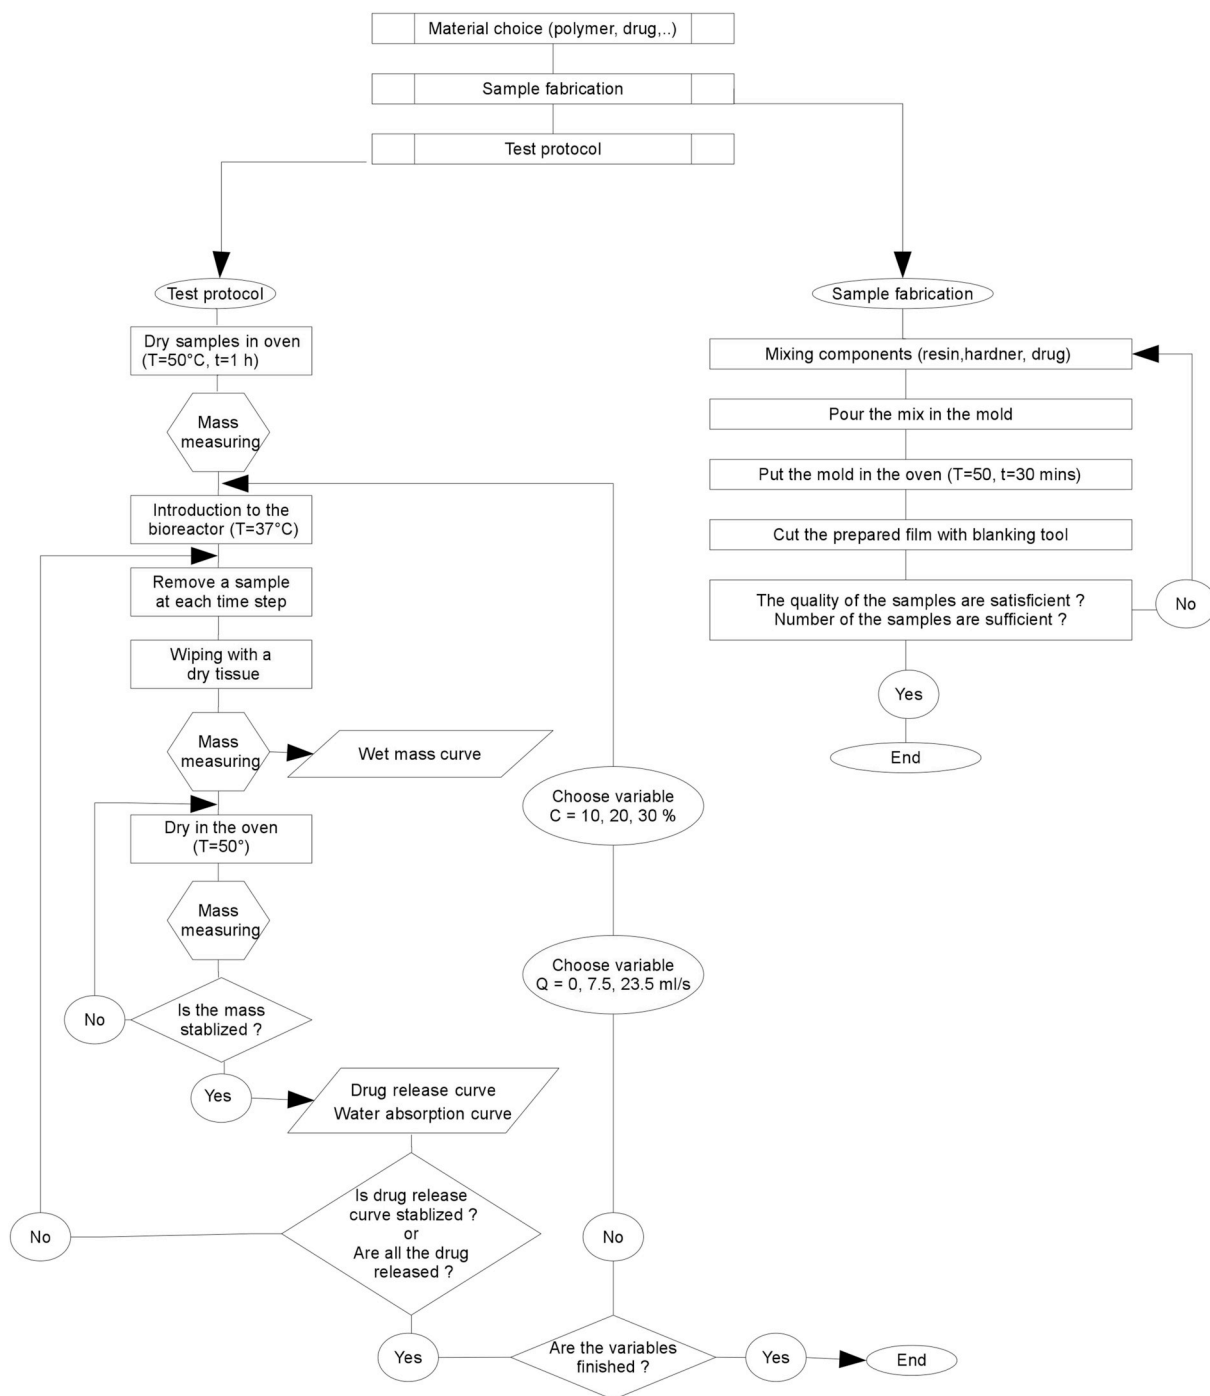 Material choice (polymer, drug,..)
Sample fabrication
Test protocol
Test protocol
Dry samples in oven
(T=50°C, t=1 h)
Mass
measuring
Introduction to the
bioreactor (T=37°C)
Remove a sample
at each time step
Wiping with a
dry tissue
Mass
measuring
Wet mass curve
Dry in the oven
(T=50°)
Mass
measuring
Is the mass
stablized ?
No
Yes
Drug release curve
Water absorption curve
Is drug release
curve stablized ?
or
Are all the drug
released ?
No
Yes
Are the variables
finished ?
Yes
End
No
Choose variable
Q = 0, 7.5, 23.5 ml/s
Choose variable
C = 10, 20, 30 %
Sample fabrication
Mixing components (resin,hardner, drug)
Pour the mix in the mold
Put the mold in the oven (T=50, t=30 mins)
Cut the prepared film with blanking tool
The quality of the samples are satisficient ?
Number of the samples are sufficient ?
No
Yes
End